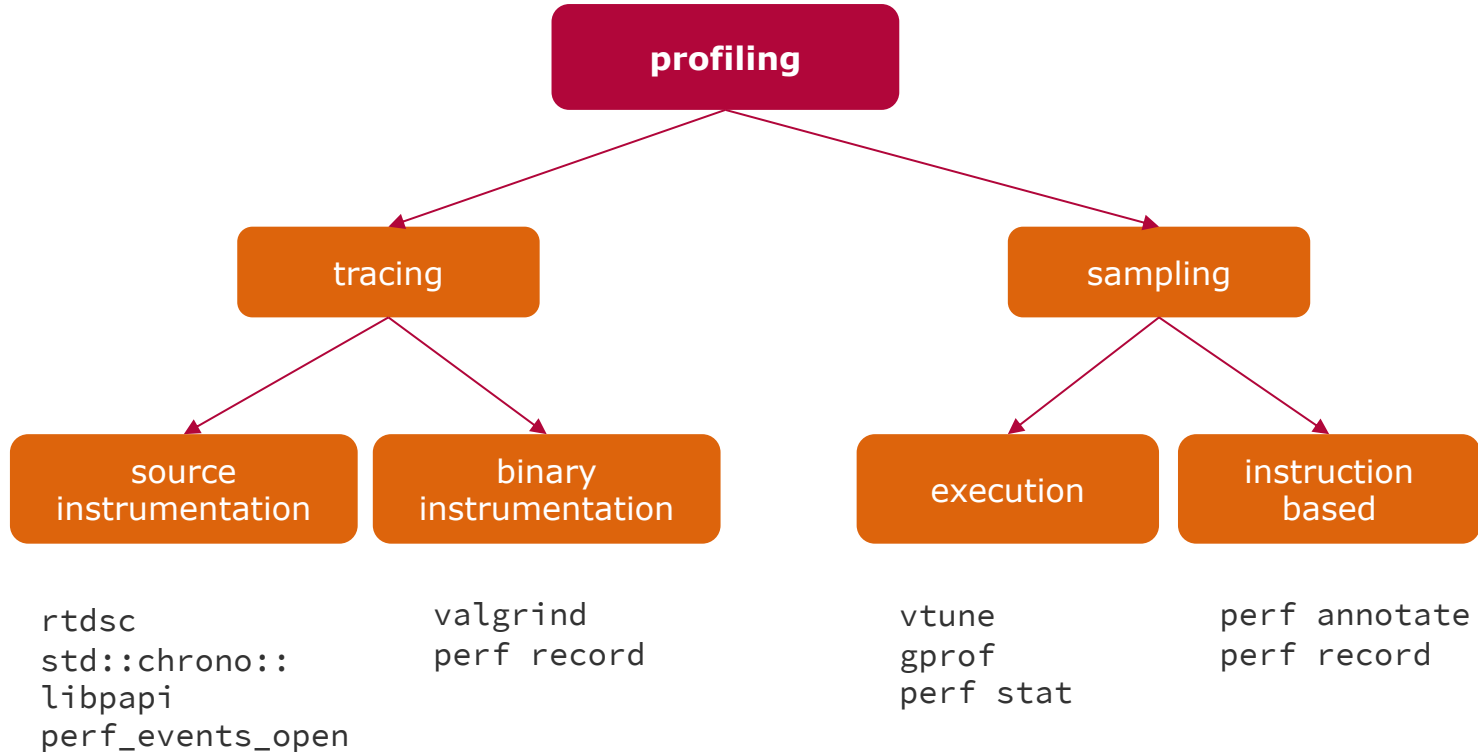 profiling
tracing
sampling
source
instrumentation
binary
instrumentation
execution
instruction
based
rtdsc
std::chrono::
libpapi
perf_events_open
valgrind
perf record
vtune
gprof
perf stat
perf annotate
perf record